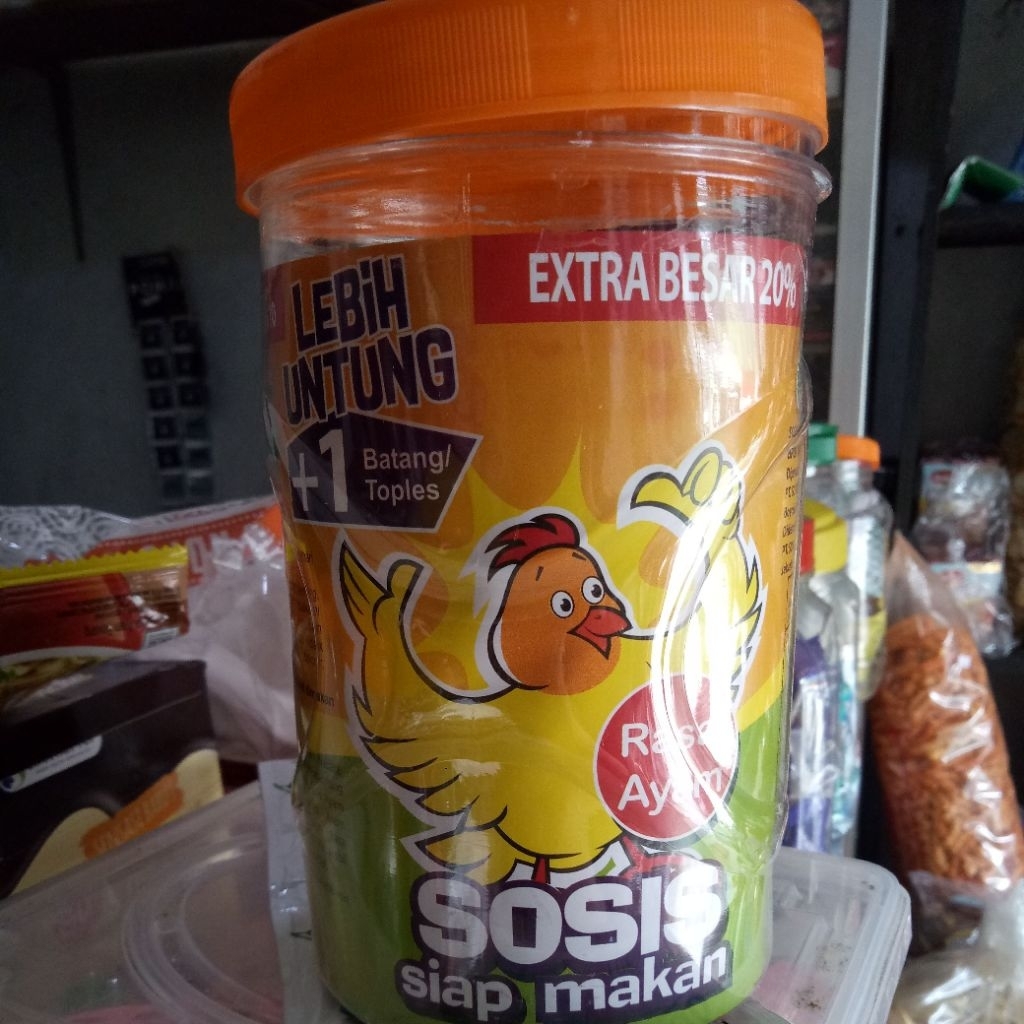 EXTRA BESAR 20%
LEBIH
UNTUNG
+1 Batang/
Toples
Rasa
Ayam
SOSIS
siap makan